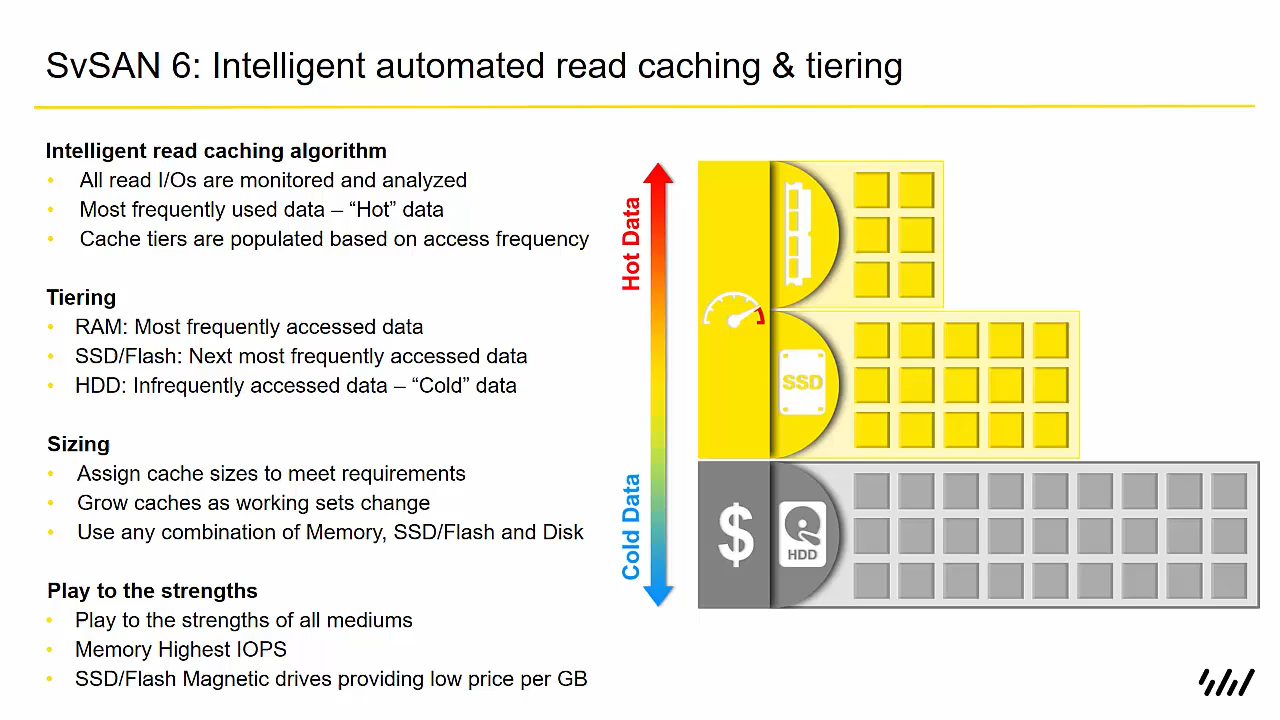 SvSAN 6: Intelligent automated read caching & tiering
Intelligent read caching algorithm
• All read I/Os are monitored and analyzed
• Most frequently used data – “Hot” data
• Cache tiers are populated based on access frequency
Tiering
• RAM: Most frequently accessed data
• SSD/Flash: Next most frequently accessed data
• HDD: Infrequently accessed data – “Cold” data
Sizing
• Assign cache sizes to meet requirements
• Grow caches as working sets change
• Use any combination of Memory, SSD/Flash and Disk
Play to the strengths
• Play to the strengths of all mediums
• Memory Highest IOPS
• SSD/Flash Magnetic drives providing low price per GB
Hot Data
Cold Data
SSD
$
HDD